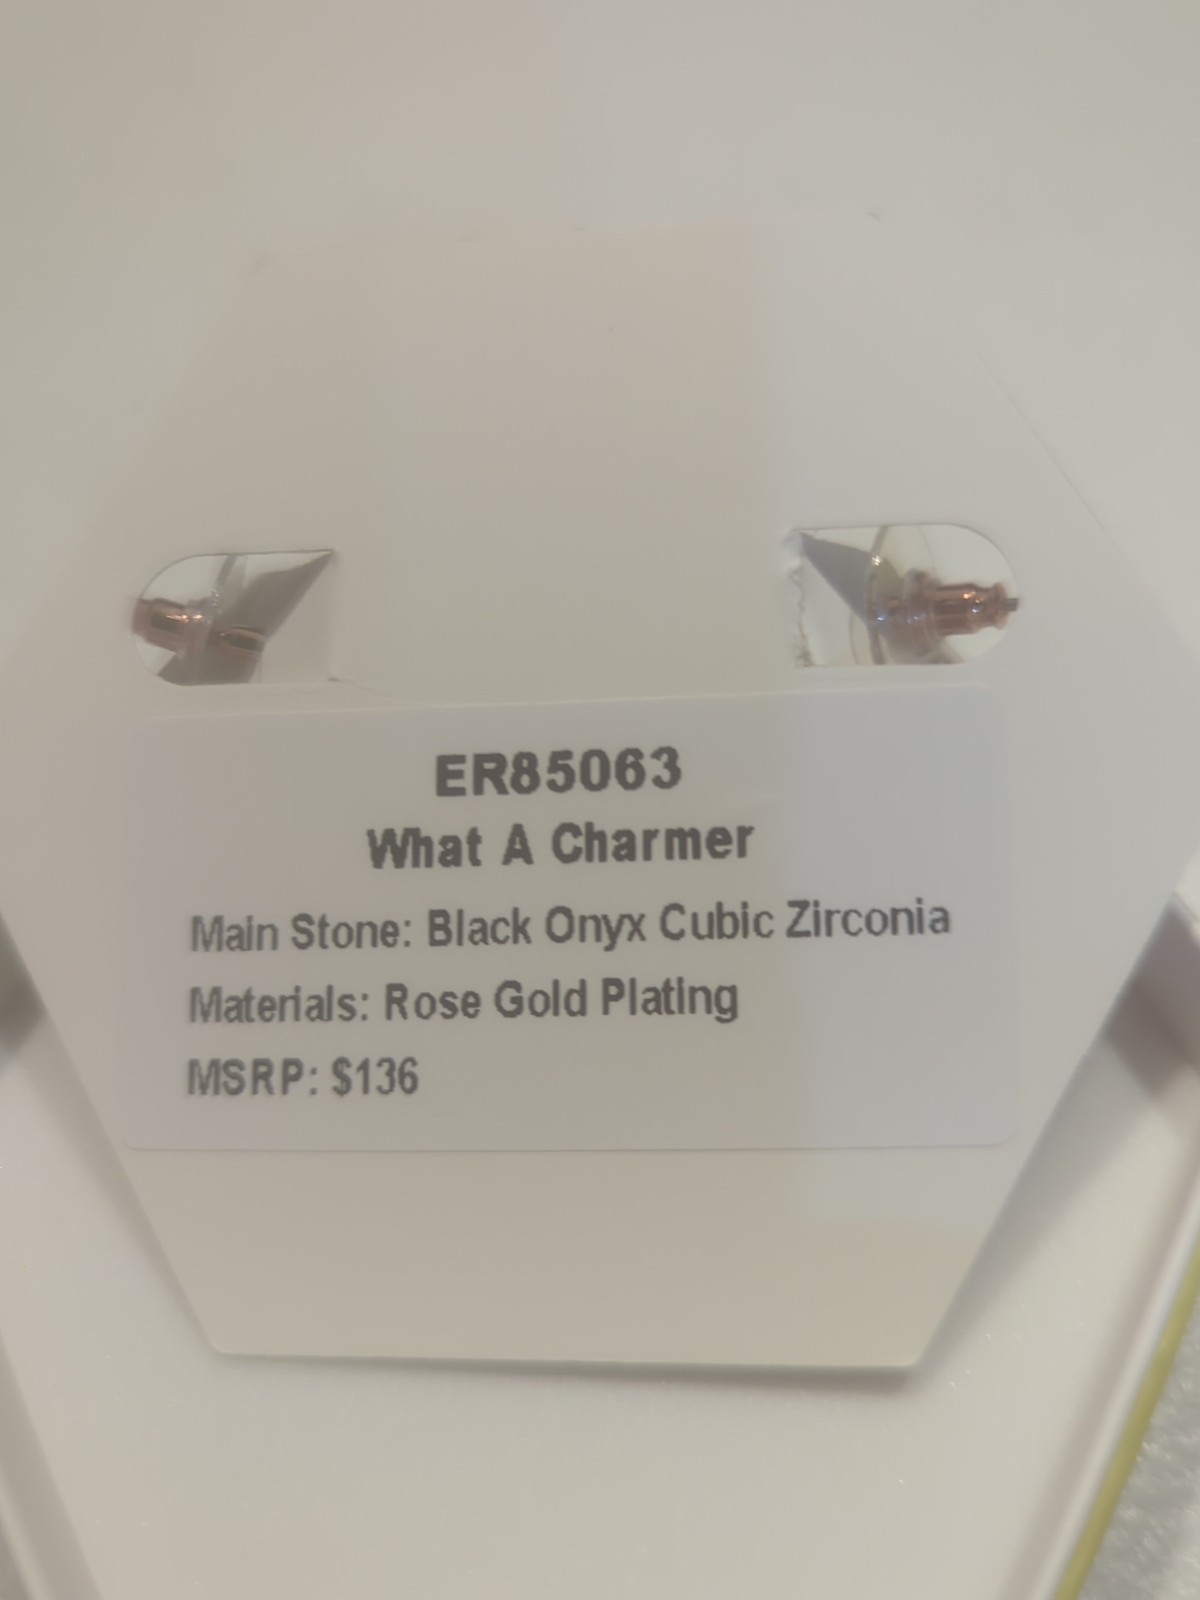 ER85063
What A Charmer
Main Stone: Black Onyx Cubic Zirconia
Materials: Rose Gold Plating
MSRP: $136